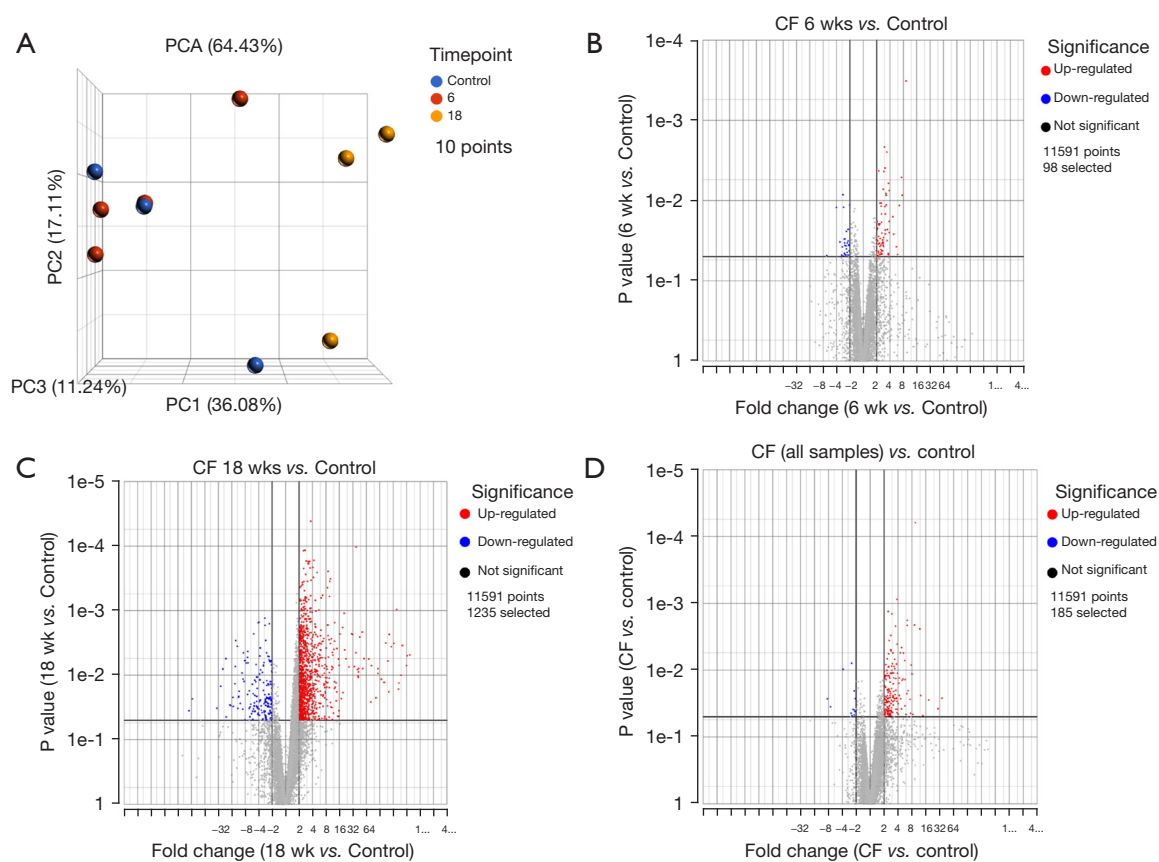 A
PCA (64.43%)
Timepoint
Control
6
18
10 points
PC2 (17.11%)
PC3 (11.24%)
PC1 (36.08%)
B
CF 6 wks vs. Control
1e-4
1e-3
1e-2
1e-1
1
P value (6 wk vs. Control)
-32 -8 -4 -2 2 4 8 16 32 64 1... 4...
Fold change (6 wk vs. Control)
Significance
Up-regulated
Down-regulated
Not significant
11591 points
98 selected
C
CF 18 wks vs. Control
1e-5
1e-4
1e-3
1e-2
1e-1
1
P value (18 wk vs. Control)
-32 -8 -4 -2 2 4 8 16 32 64 1... 4...
Fold change (18 wk vs. Control)
Significance
Up-regulated
Down-regulated
Not significant
11591 points
1235 selected
D
CF (all samples) vs. control
1e-5
1e-4
1e-3
1e-2
1e-1
1
P value (CF vs. control)
-32 -8 -4 -2 2 4 8 16 32 64 1... 4...
Fold change (CF vs. control)
Significance
Up-regulated
Down-regulated
Not significant
11591 points
185 selected